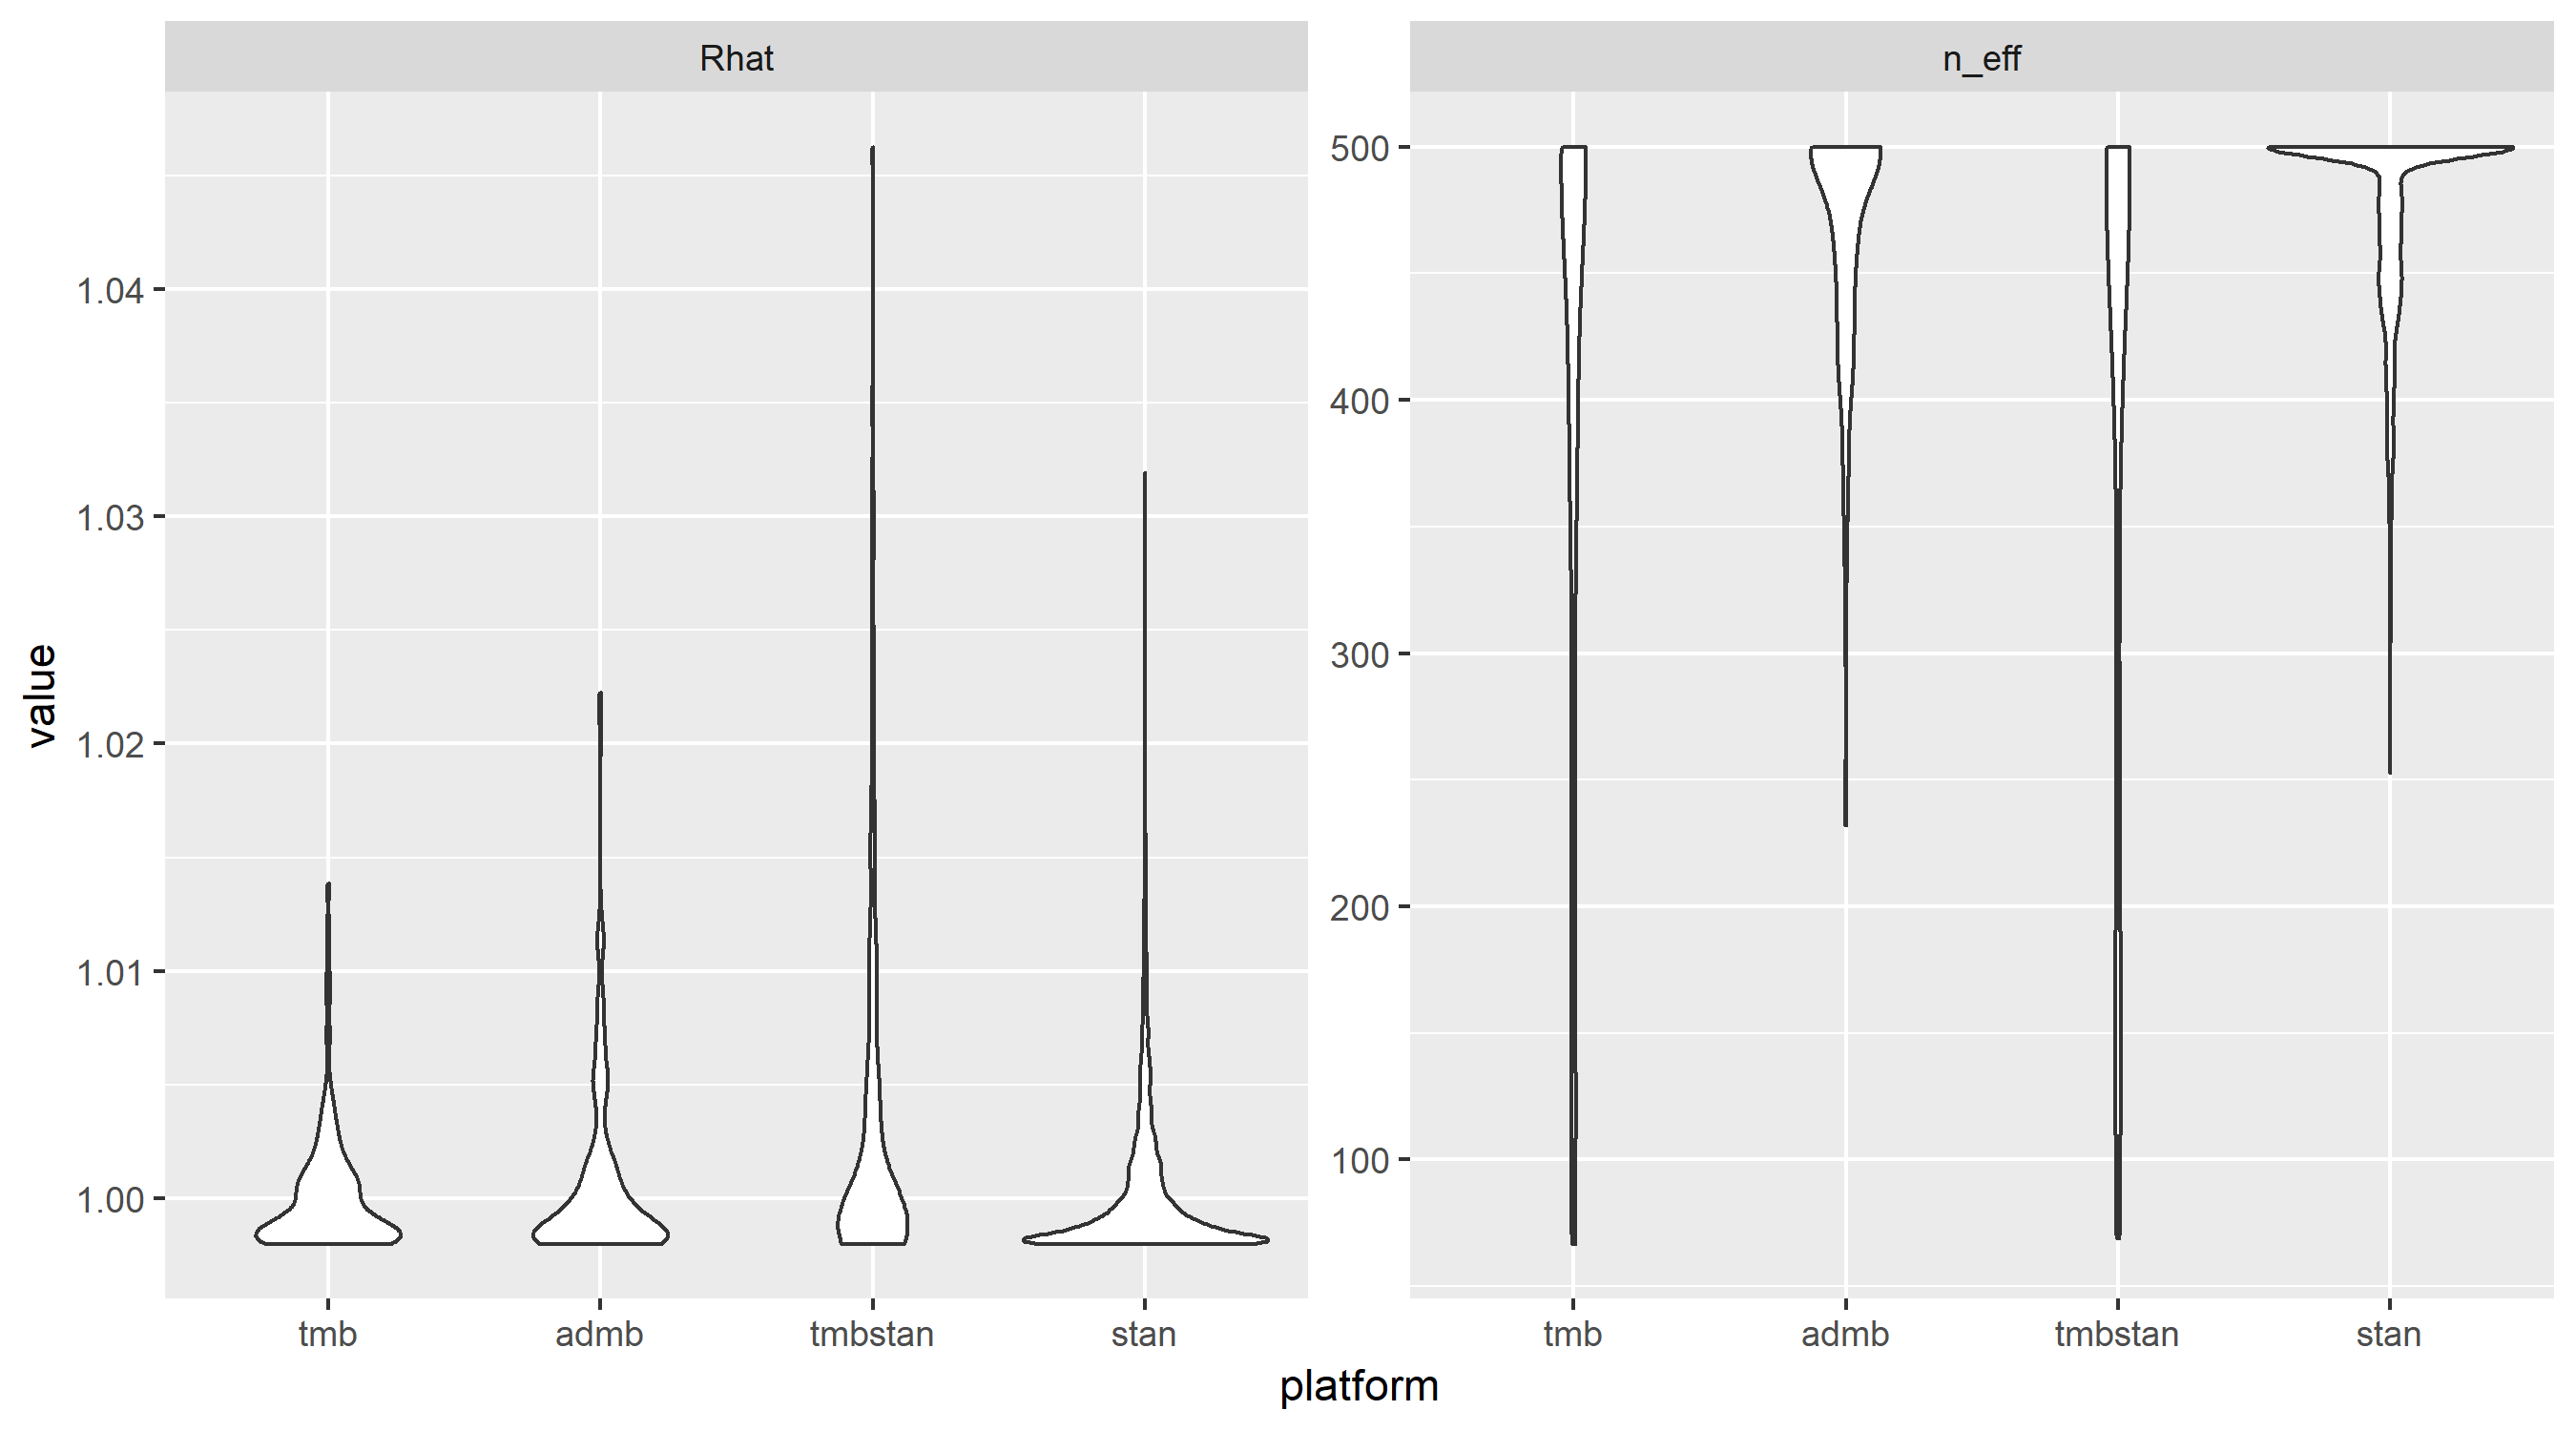 Rhat
n_eff
value
1.04
1.03
1.02
1.01
1.00
500
400
300
200
100
tmb
admb
tmbstan
stan
tmb
admb
tmbstan
stan
platform